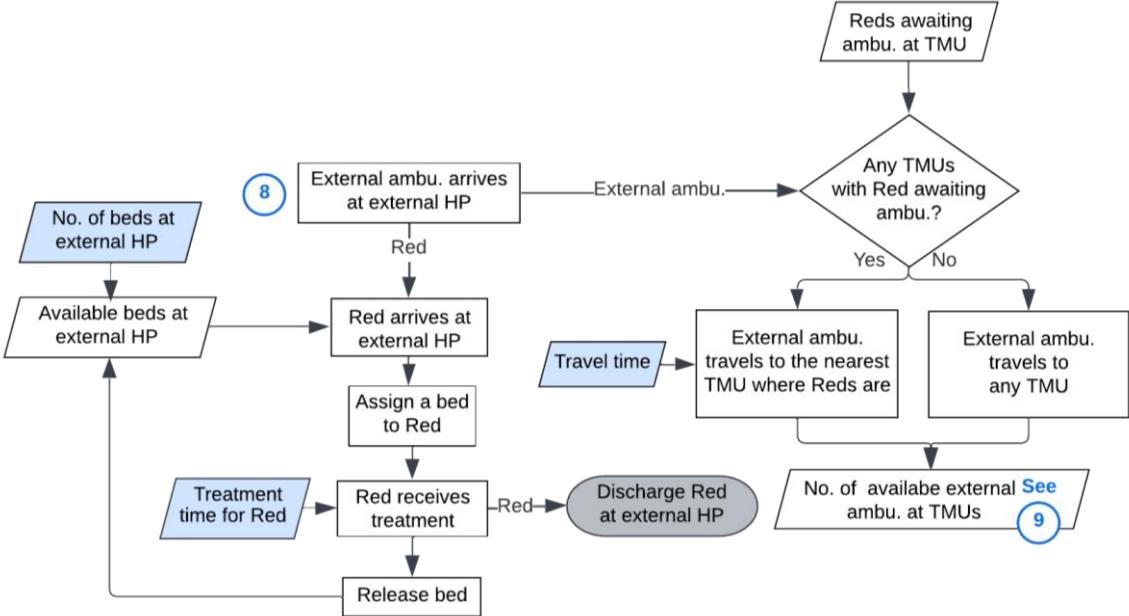 Reds awaiting
ambu. at TMU
Any TMUs
with Red awaiting
ambu.?
8
External ambu. arrives
at external HP
External ambu.
No. of beds at
external HP
Red
Yes
No
Available beds at
external HP
Red arrives at
external HP
Travel time
External ambu.
travels to the nearest
TMU where Reds are
External ambu.
travels to
any TMU
Assign a bed
to Red
Treatment
time for Red
Red receives
treatment
Red
Discharge Red
at external HP
No. of availabe external See
ambu. at TMUs
9
Release bed